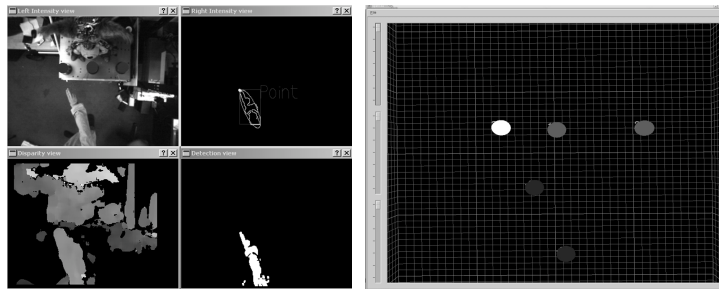 Left Intensity view
Right Intensity view
Point
Disparity view
Detection view